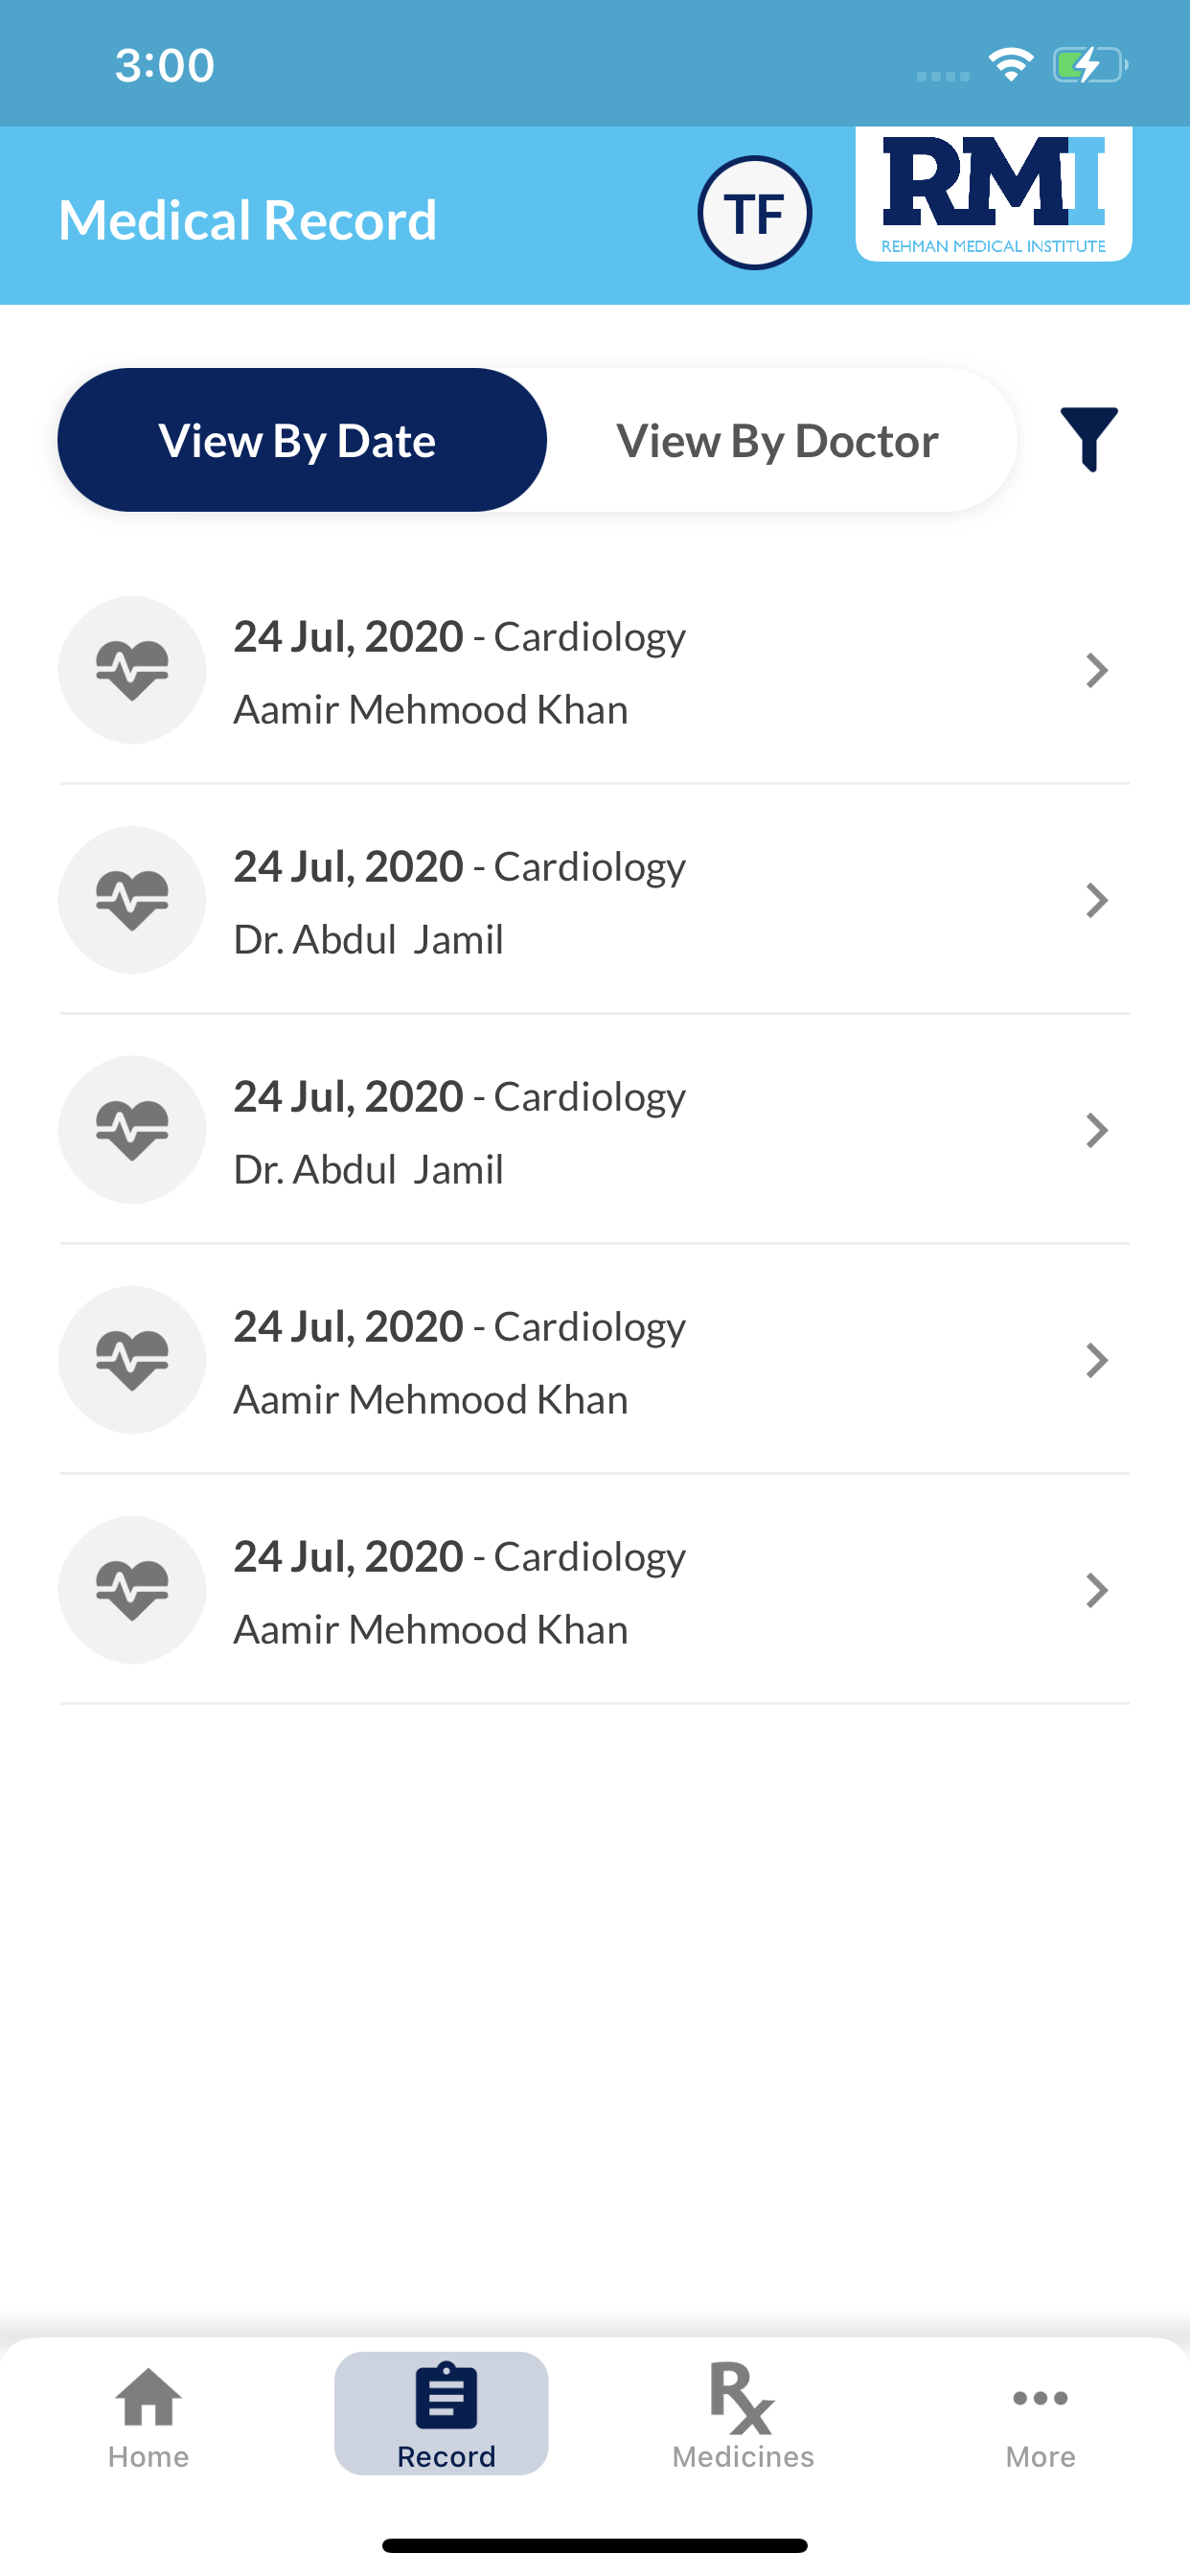 3:00
Medical Record
TF
RMI
REHMAN MEDICAL INSTITUTE
View By Date
View By Doctor
24 Jul, 2020 - Cardiology
Aamir Mehmood Khan
24 Jul, 2020 - Cardiology
Dr. Abdul  Jamil
24 Jul, 2020 - Cardiology
Dr. Abdul  Jamil
24 Jul, 2020 - Cardiology
Aamir Mehmood Khan
24 Jul, 2020 - Cardiology
Aamir Mehmood Khan
Rx
Home
Record
Medicines
More